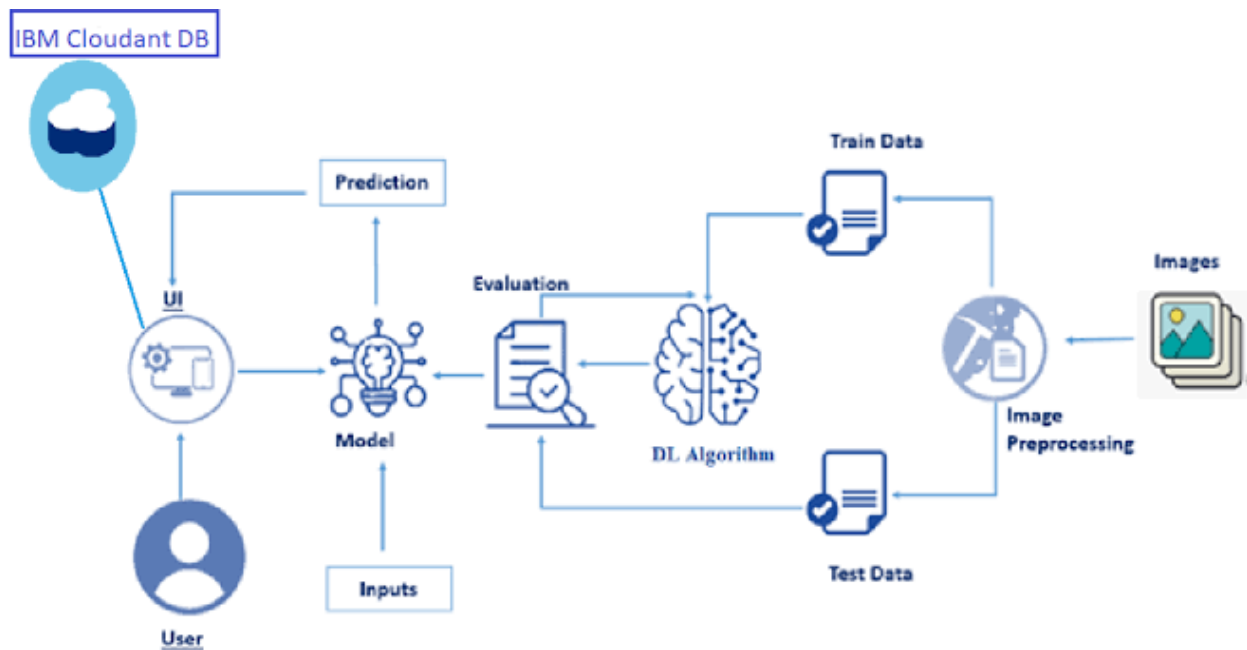 IBM Cloudant DB
Train Data
Prediction
Images
Evaluation
UI
Image
Preprocessing
Model
DL Algorithm
Test Data
Inputs
User